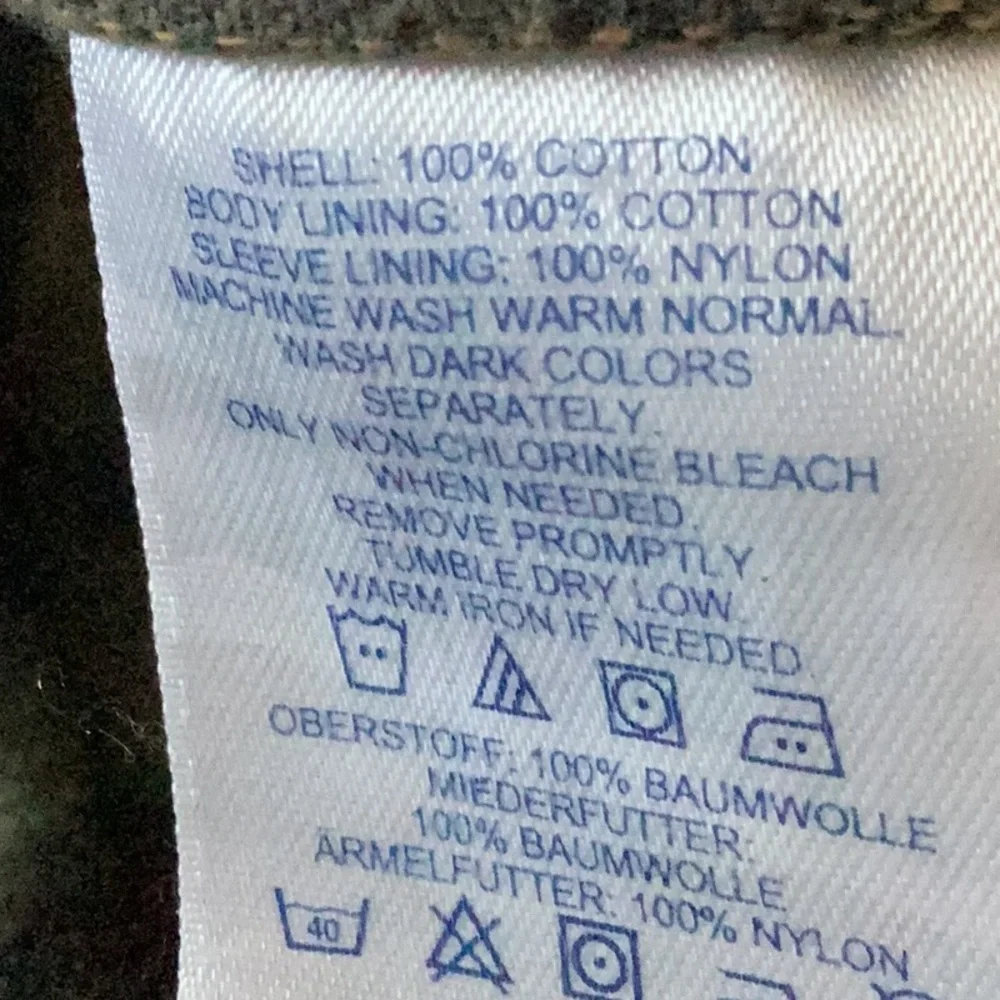 SHELL: 100% COTTON
BODY LINING: 100% COTTON
SLEEVE LINING: 100% NYLON
MACHINE WASH WARM NORMAL.
WASH DARK COLORS
SEPARATELY.
ONLY NON-CHLORINE BLEACH
WHEN NEEDED.
REMOVE PROMPTLY.
TUMBLE DRY LOW.
WARM IRON IF NEEDED.
OBERSTOFF: 100% BAUMWOLLE
MIEDERFUTTER:
100% BAUMWOLLE
ÄRMELFUTTER: 100% NYLON
40